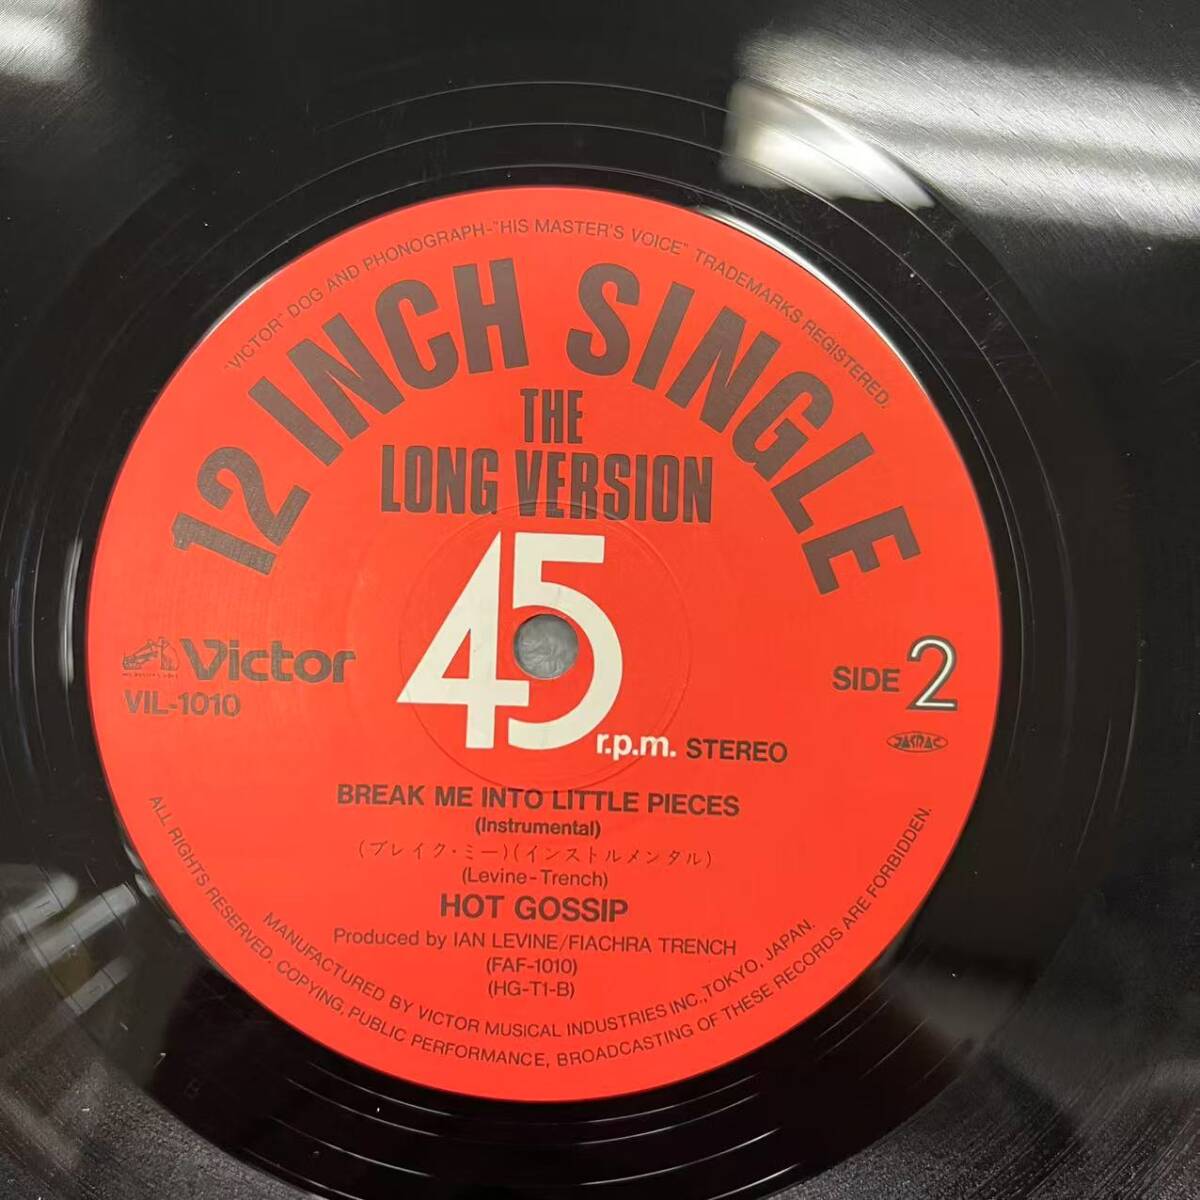 "VICTOR" DOG AND PHONOGRAPH-"HIS MASTER'S VOICE" TRADEMARKS REGISTERED.
12 INCH SINGLE
THE
LONG VERSION
45
r.p.m. STEREO
Victor
VIL-1010
SIDE 2
JASRAC
BREAK ME INTO LITTLE PIECES
(Instrumental)
(ブレイク・ミー)(インストルメンタル)
(Levine-Trench)
HOT GOSSIP
Produced by IAN LEVINE/FIACHRA TRENCH
(FAF-1010)
(HG-T1-B)
MANUFACTURED BY VICTOR MUSICAL INDUSTRIES INC., TOKYO, JAPAN.
ALL RIGHTS RESERVED. COPYING, PUBLIC PERFORMANCE, BROADCASTING OF THESE RECORDS ARE FORBIDDEN.